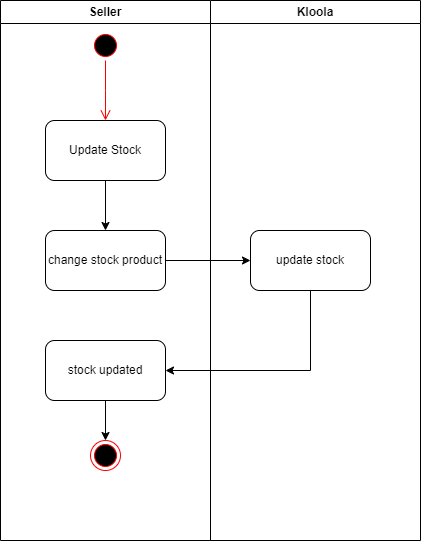 Seller
Kloola
Update Stock
change stock product
update stock
stock updated